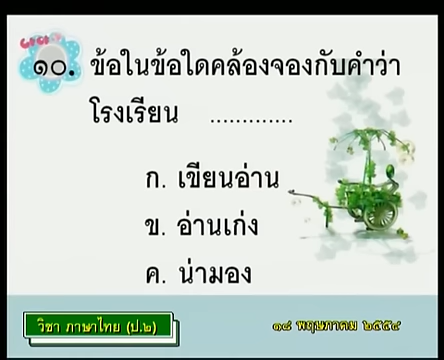 ๑๐. ข้อในข้อใดคล้องจองกับคำว่า
โรงเรียน .............
ก. เขียนอ่าน
ข. อ่านเก่ง
ค. น่ามอง
วิชา ภาษาไทย (ป.๒)
๑๘ พฤษภาคม ๒๕๕๔